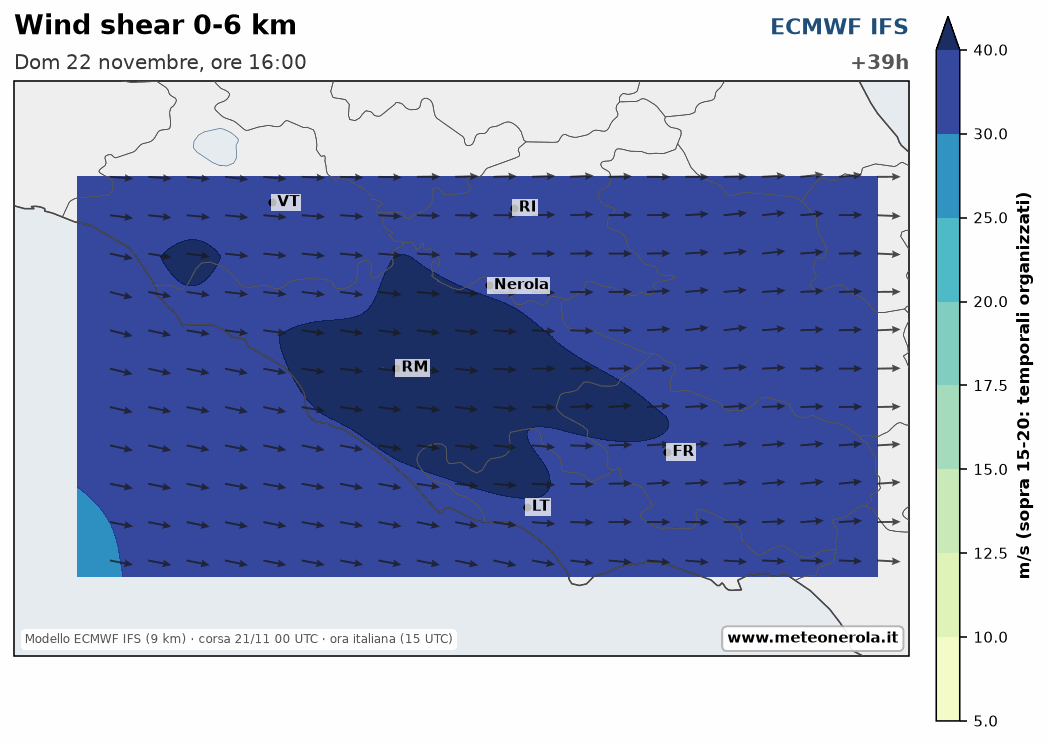 Wind shear 0-6 km
ECMWF IFS
Dom 22 novembre, ore 16:00
+39h
VT
RI
Nerola
RM
FR
LT
Modello ECMWF IFS (9 km) · corsa 21/11 00 UTC · ora italiana (15 UTC)
www.meteonerola.it
40.0
30.0
25.0
20.0
17.5
15.0
12.5
10.0
5.0
m/s (sopra 15-20: temporali organizzati)